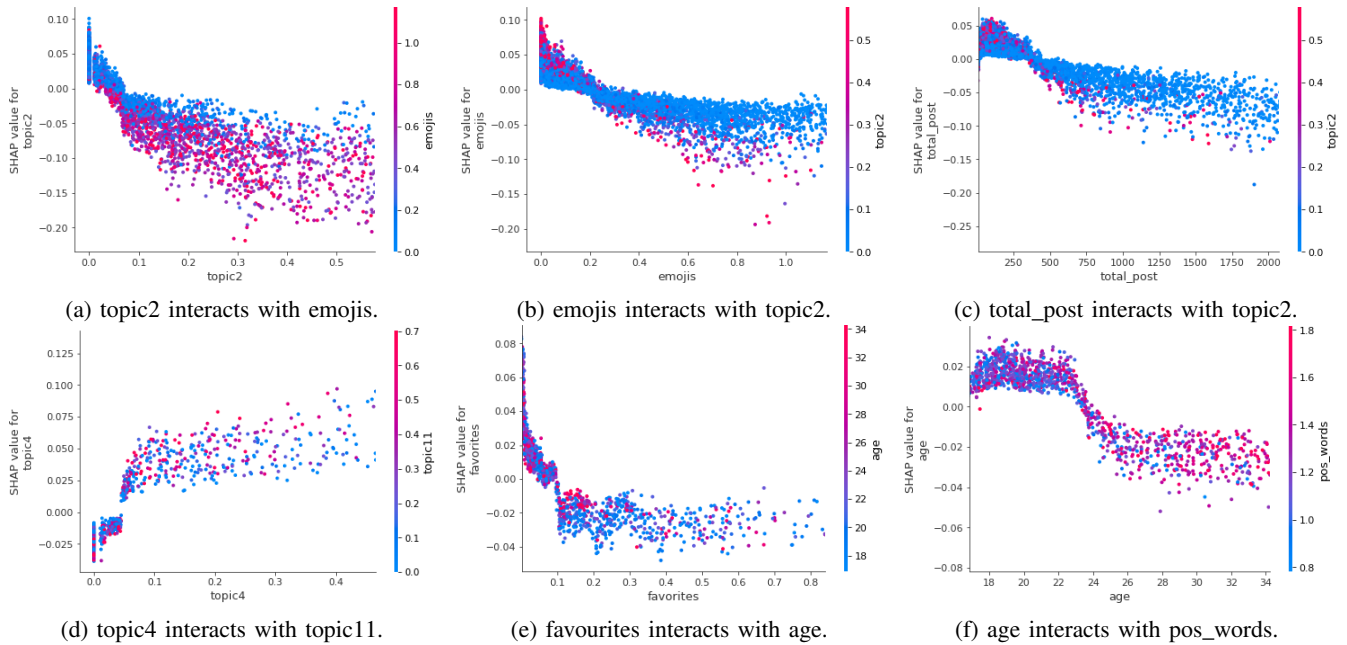 0.10
0.05
0.00
−0.05
−0.10
−0.15
−0.20
SHAP value for
topic2
0.0 0.1 0.2 0.3 0.4 0.5
topic2
1.0
0.8
0.6
0.4
0.2
0.0
emojis
(a) topic2 interacts with emojis.
0.10
0.05
0.00
−0.05
−0.10
−0.15
−0.20
SHAP value for
emojis
0.0 0.2 0.4 0.6 0.8 1.0
emojis
0.5
0.4
0.3
0.2
0.1
0.0
topic2
(b) emojis interacts with topic2.
0.05
0.00
−0.05
−0.10
−0.15
−0.20
−0.25
SHAP value for
total_post
250 500 750 1000 1250 1500 1750 2000
total_post
0.5
0.4
0.3
0.2
0.1
0.0
topic2
(c) total_post interacts with topic2.
0.125
0.100
0.075
0.050
0.025
0.000
−0.025
SHAP value for
topic4
0.0 0.1 0.2 0.3 0.4
topic4
0.7
0.6
0.5
0.4
0.3
0.2
0.1
0.0
topic11
(d) topic4 interacts with topic11.
0.08
0.06
0.04
0.02
0.00
−0.02
−0.04
SHAP value for
favorites
0.1 0.2 0.3 0.4 0.5 0.6 0.7 0.8
favorites
34
32
30
28
26
24
22
20
18
age
(e) favourites interacts with age.
0.02
0.00
−0.02
−0.04
−0.06
−0.08
SHAP value for
age
18 20 22 24 26 28 30 32 34
age
1.8
1.6
1.4
1.2
1.0
0.8
pos_words
(f) age interacts with pos_words.